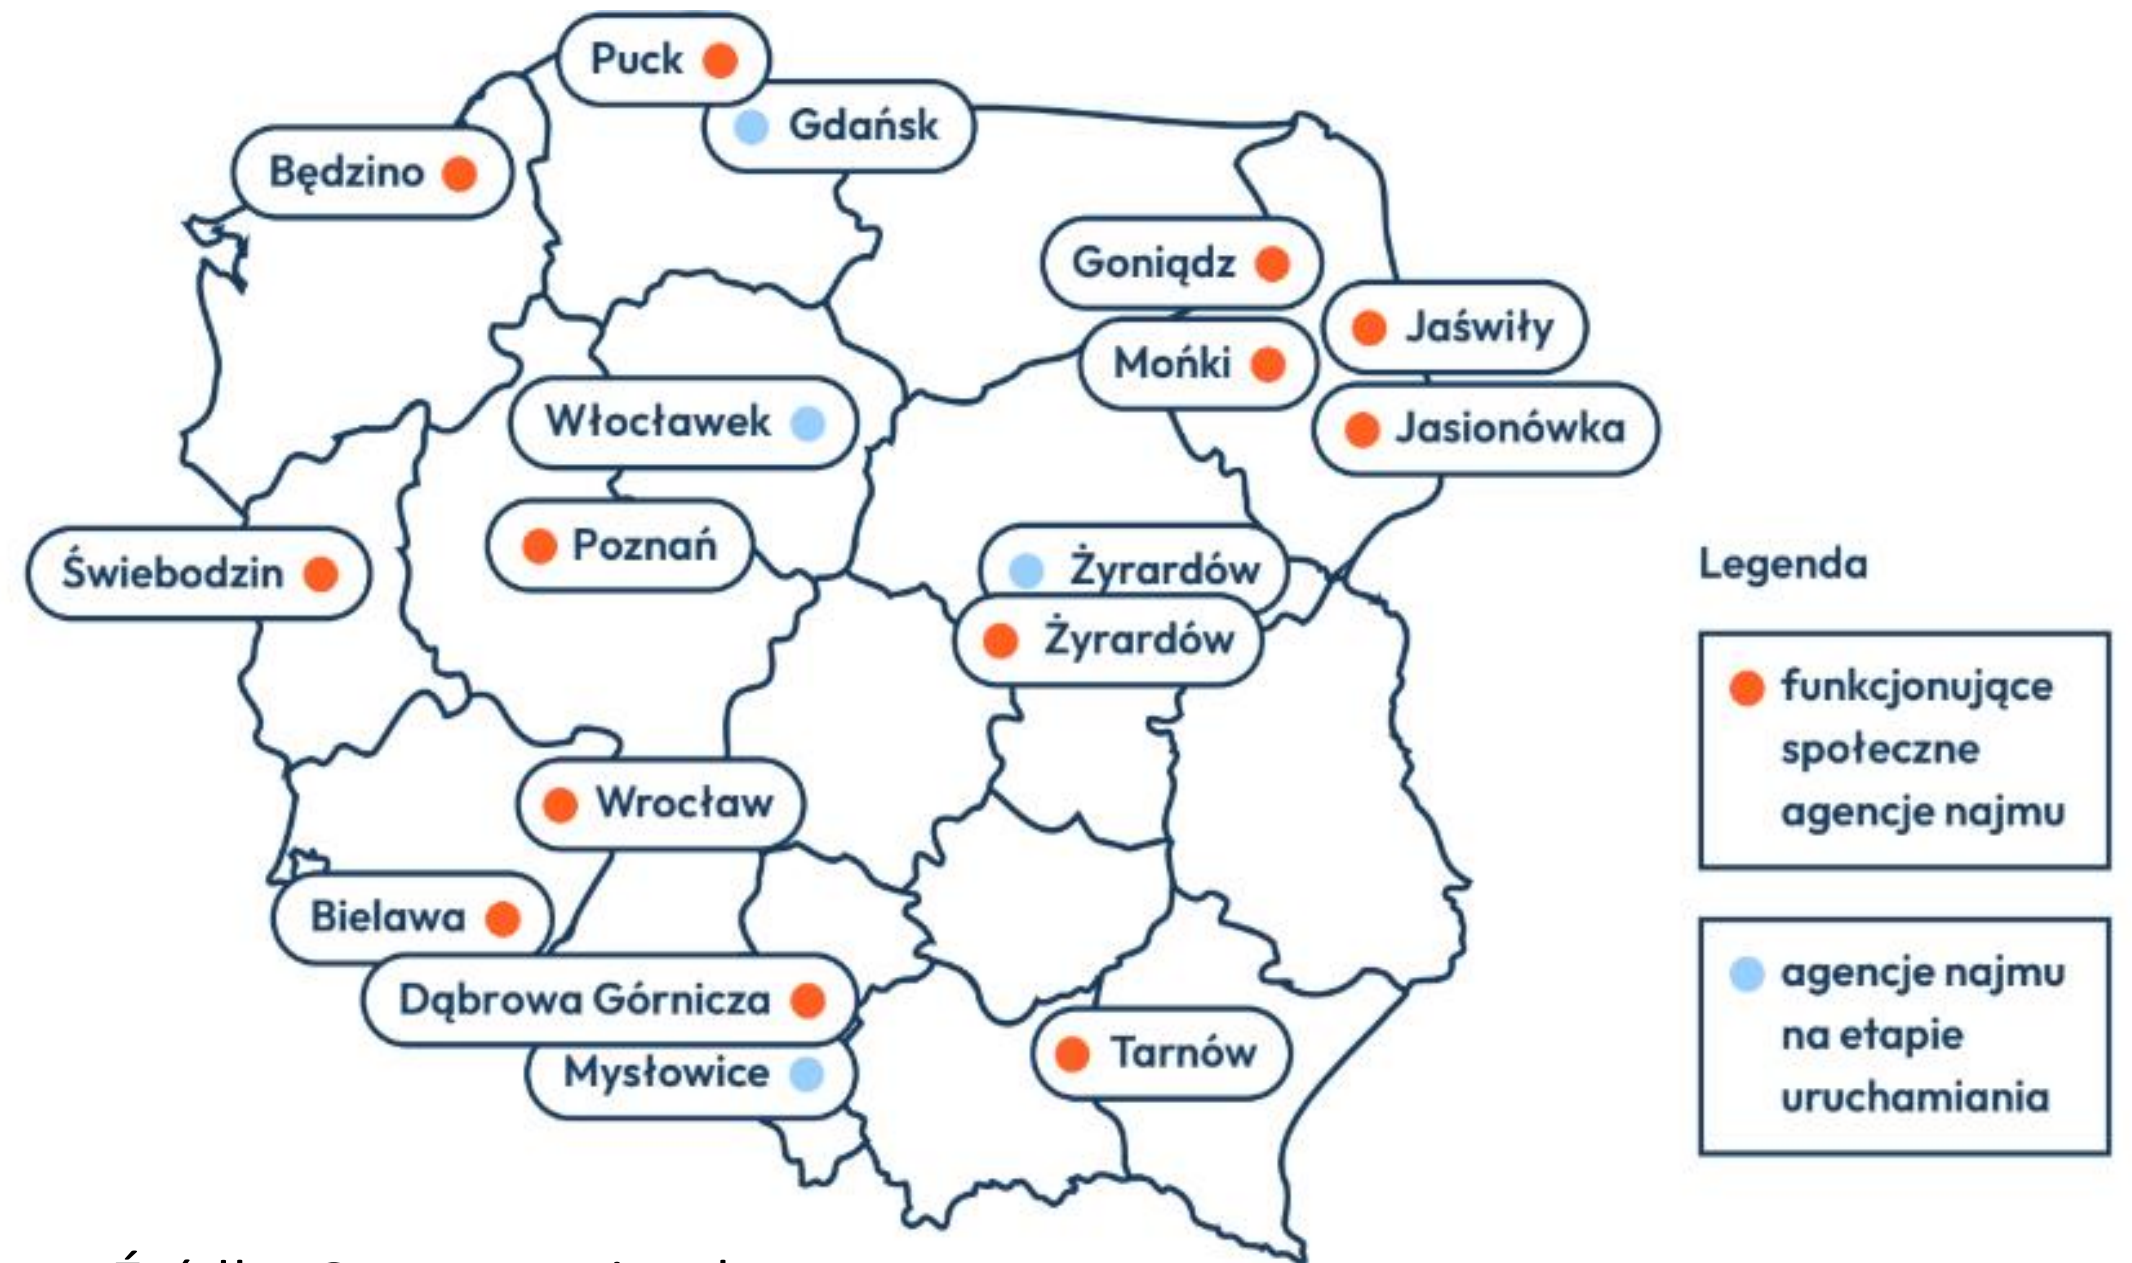 Puck
Gdańsk
Będzino
Goniądz
Jaświły
Mońki
Włocławek
Jasionówka
Poznań
Żyrardów
Świebodzin
Żyrardów
Wrocław
Bielawa
Dąbrowa Górnicza
Mysłowice
Tarnów
Legenda
funkcjonujące
społeczne
agencje najmu
agencje najmu
na etapie
uruchamiania